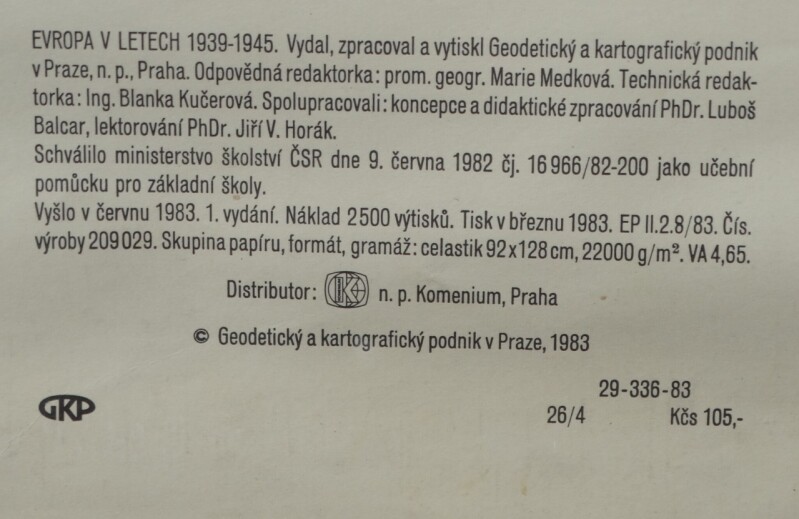 EVROPA V LETECH 1939-1945. Vydal, zpracoval a vytiskl Geodetický a kartografický podnik
v Praze, n. p., Praha. Odpovědná redaktorka: prom. geogr. Marie Medková. Technická redak-
torka: Ing. Blanka Kučerová. Spolupracovali: koncepce a didaktické zpracování PhDr. Luboš
Balcar, lektorování PhDr. Jiří V. Horák.
Schválilo ministerstvo školství ČSR dne 9. června 1982 čj. 16 966/82-200 jako učební
pomůcku pro základní školy.
Vyšlo v červnu 1983. 1. vydání. Náklad 2 500 výtisků. Tisk v březnu 1983. EP II.2.8/83. Čís.
výroby 209 029. Skupina papíru, formát, gramáž: celastik 92 x 128 cm, 22000 g/m². VA 4,65.
Distributor: K n. p. Komenium, Praha
© Geodetický a kartografický podnik v Praze, 1983
29-336-83
GKP 26/4 Kčs 105,-